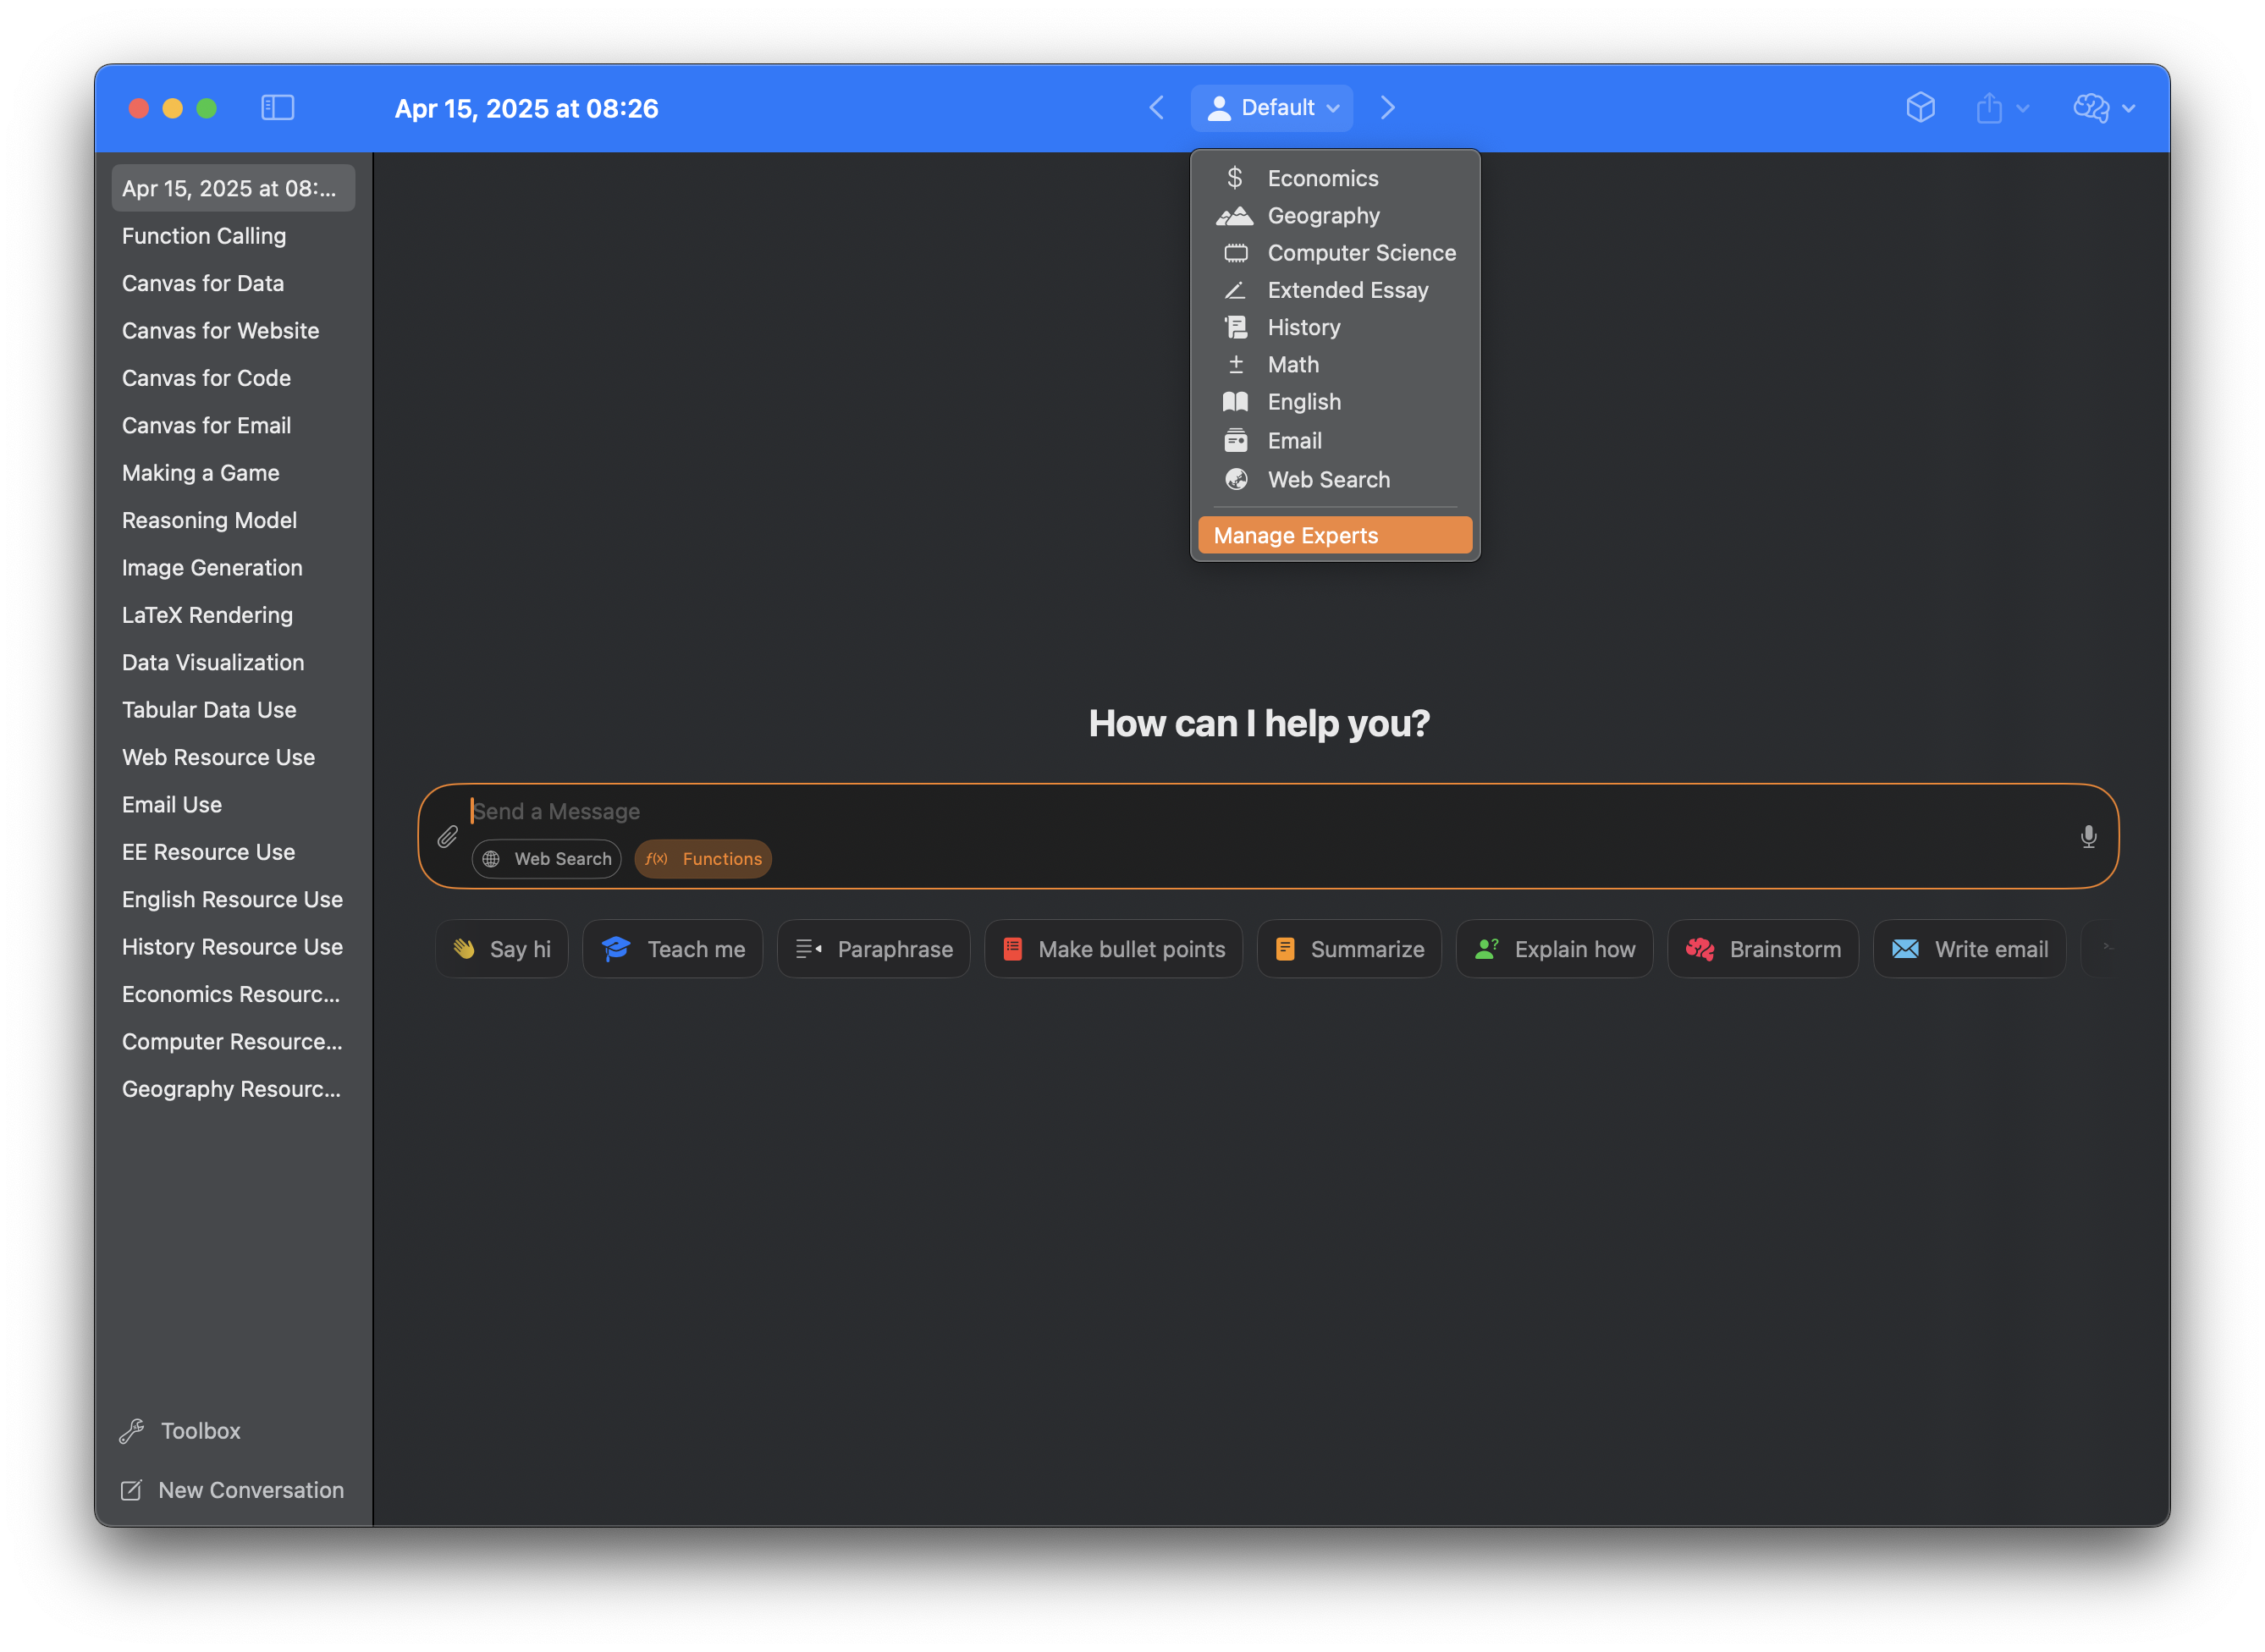 Apr 15, 2025 at 08:26
Default
Apr 15, 2025 at 08:...
Function Calling
Canvas for Data
Canvas for Website
Canvas for Code
Canvas for Email
Making a Game
Reasoning Model
Image Generation
LaTeX Rendering
Data Visualization
Tabular Data Use
Web Resource Use
Email Use
EE Resource Use
English Resource Use
History Resource Use
Economics Resourc...
Computer Resource...
Geography Resourc...
Toolbox
New Conversation
$ Economics
Geography
Computer Science
Extended Essay
History
± Math
English
Email
Web Search
Manage Experts
How can I help you?
Send a Message
Web Search
f(x) Functions
Say hi
Teach me
Paraphrase
Make bullet points
Summarize
Explain how
Brainstorm
Write email